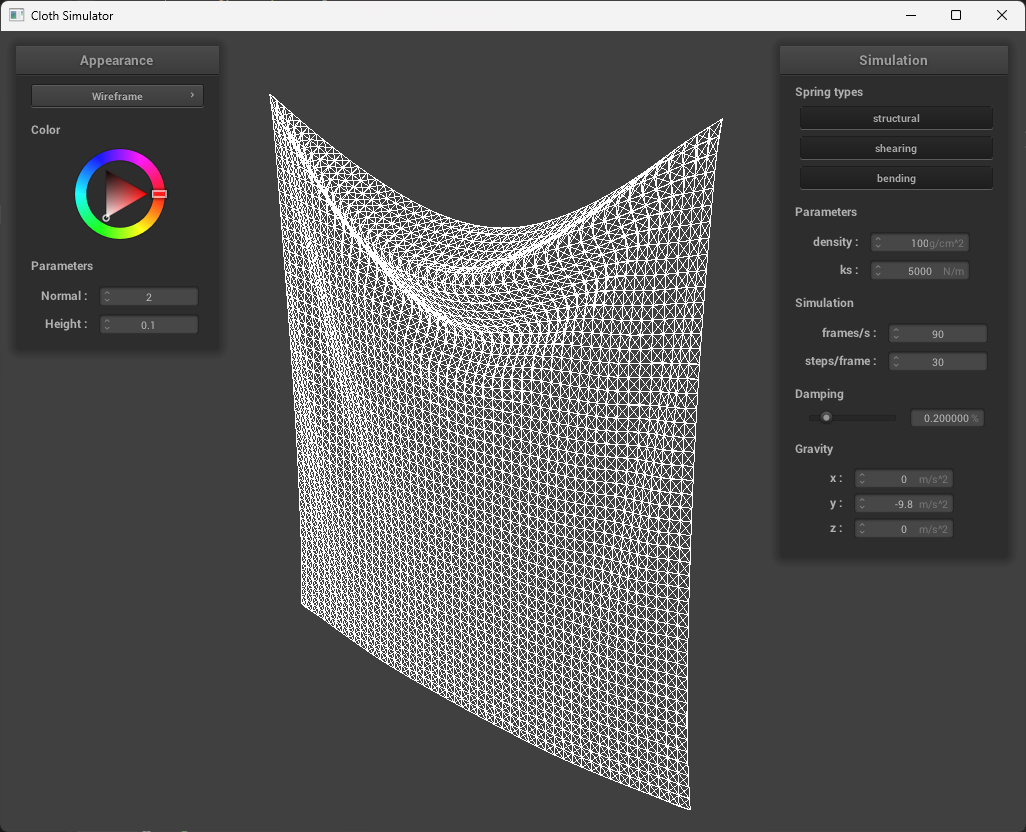 Cloth Simulator
Appearance
Wireframe
Color
Parameters
Normal : 2
Height : 0.1
Simulation
Spring types
structural
shearing
bending
Parameters
density : 100 g/cm^2
ks : 5000 N/m
Simulation
frames/s : 90
steps/frame : 30
Damping
0.200000 %
Gravity
x : 0 m/s^2
y : -9.8 m/s^2
z : 0 m/s^2